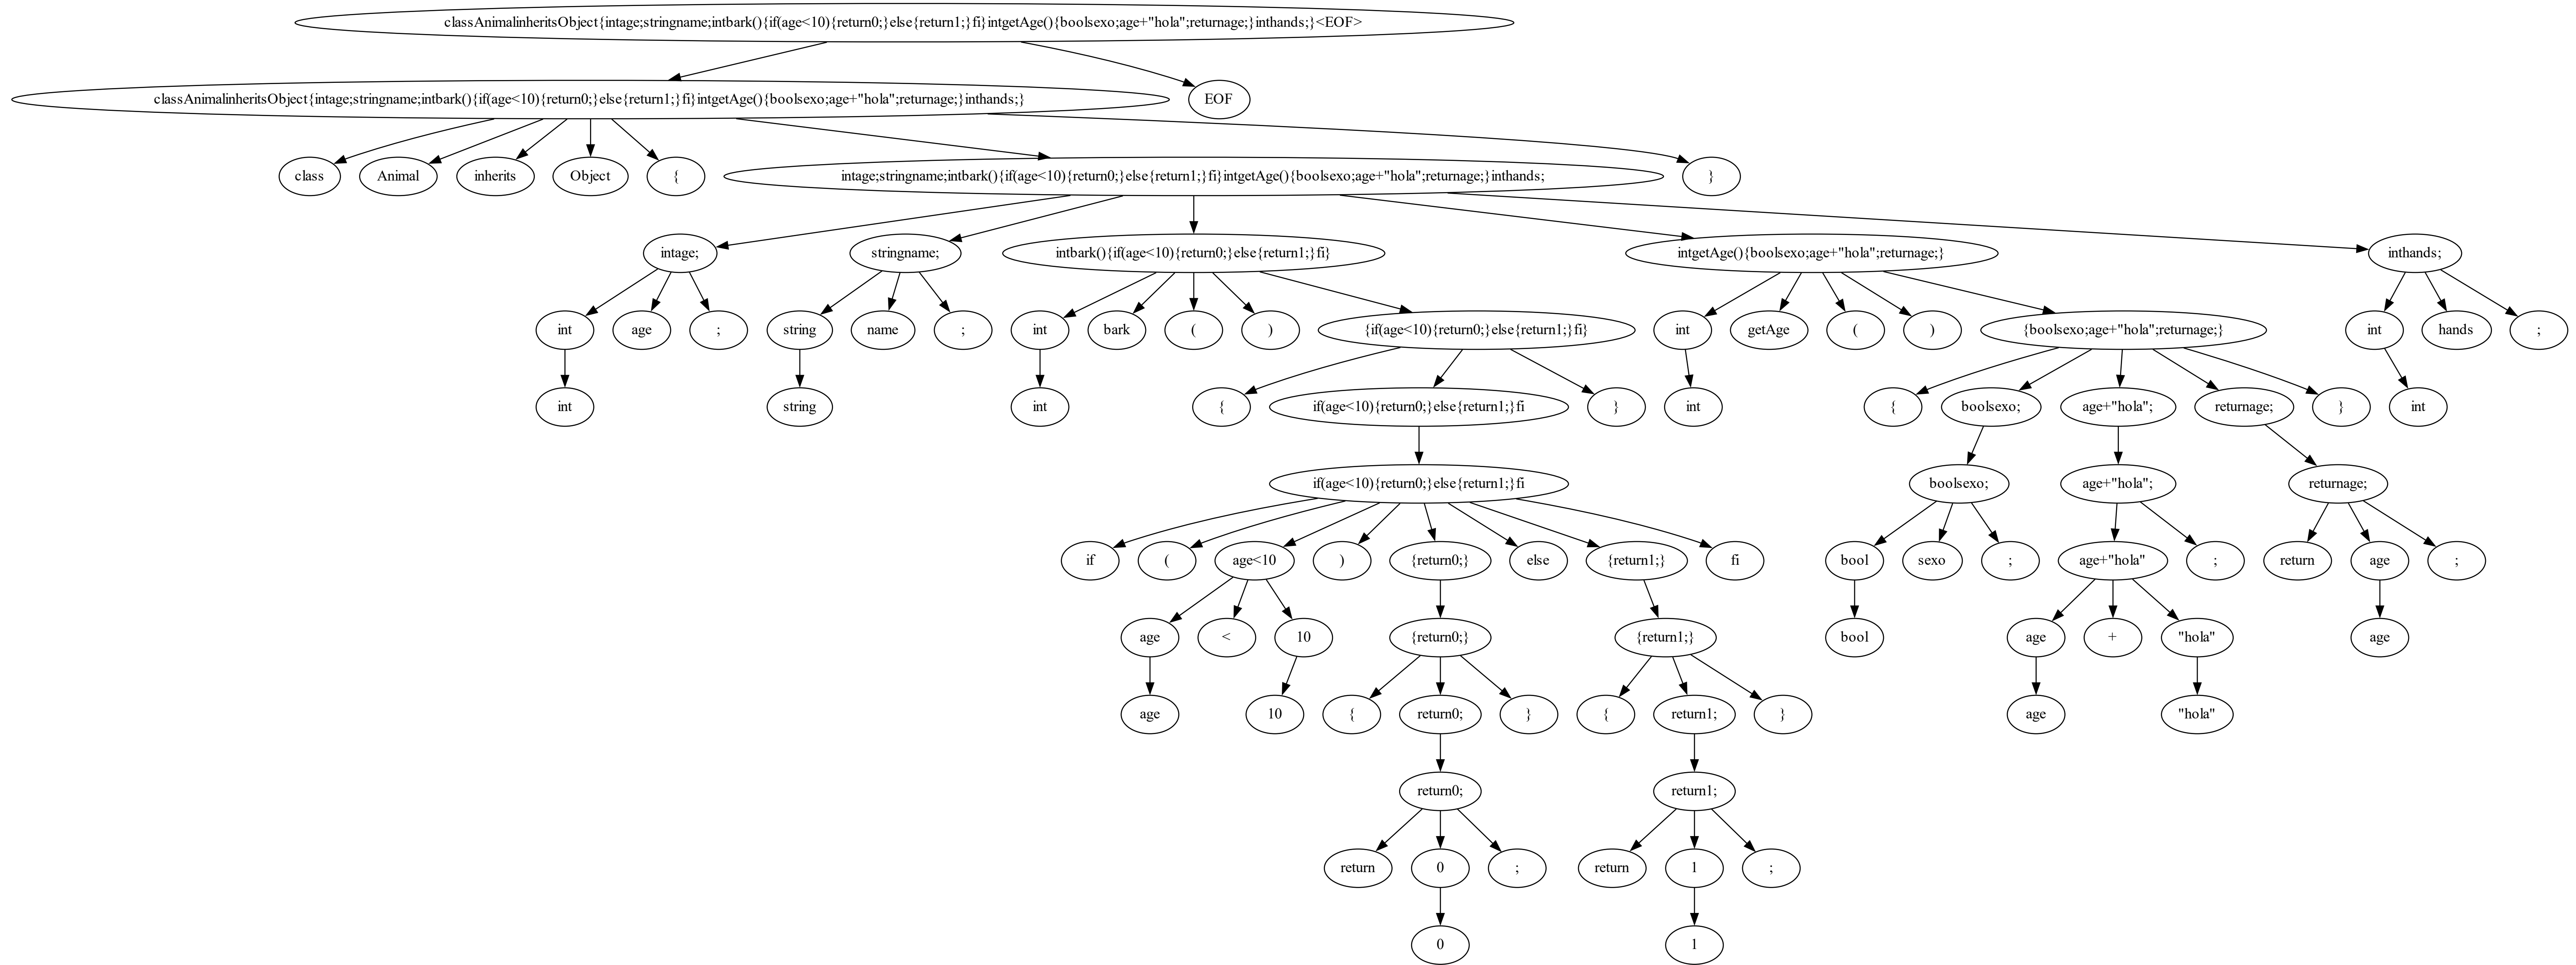 classAnimalinheritsObject{intage;stringname;intbark(){if(age<10){return0;}else{return1;}fi}intgetAge(){boolsexo;age+"hola";returnage;}inthands;}<EOF>
classAnimalinheritsObject{intage;stringname;intbark(){if(age<10){return0;}else{return1;}fi}intgetAge(){boolsexo;age+"hola";returnage;}inthands;}
EOF
class
Animal
inherits
Object
{
intage;stringname;intbark(){if(age<10){return0;}else{return1;}fi}intgetAge(){boolsexo;age+"hola";returnage;}inthands;
}
intage;
stringname;
intbark(){if(age<10){return0;}else{return1;}fi}
intgetAge(){boolsexo;age+"hola";returnage;}
inthands;
int
age
;
string
name
;
int
bark
(
)
{if(age<10){return0;}else{return1;}fi}
int
getAge
(
)
{boolsexo;age+"hola";returnage;}
int
hands
;
int
string
int
{
if(age<10){return0;}else{return1;}fi
}
int
{
boolsexo;
age+"hola";
returnage;
}
int
if(age<10){return0;}else{return1;}fi
boolsexo;
age+"hola";
returnage;
if
(
age<10
)
{return0;}
else
{return1;}
fi
bool
sexo
;
age+"hola"
;
return
age
;
age
<
10
{return0;}
{return1;}
bool
age
+
"hola"
age
age
10
{
return0;
}
{
return1;
}
age
"hola"
return0;
return1;
return
0
;
return
1
;
0
1